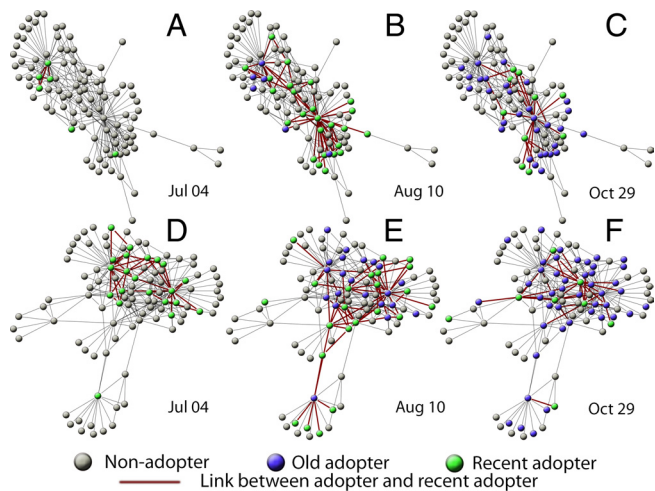 A B C
Jul 04 Aug 10 Oct 29
D E F
Jul 04 Aug 10 Oct 29
Non-adopter Old adopter Recent adopter
Link between adopter and recent adopter